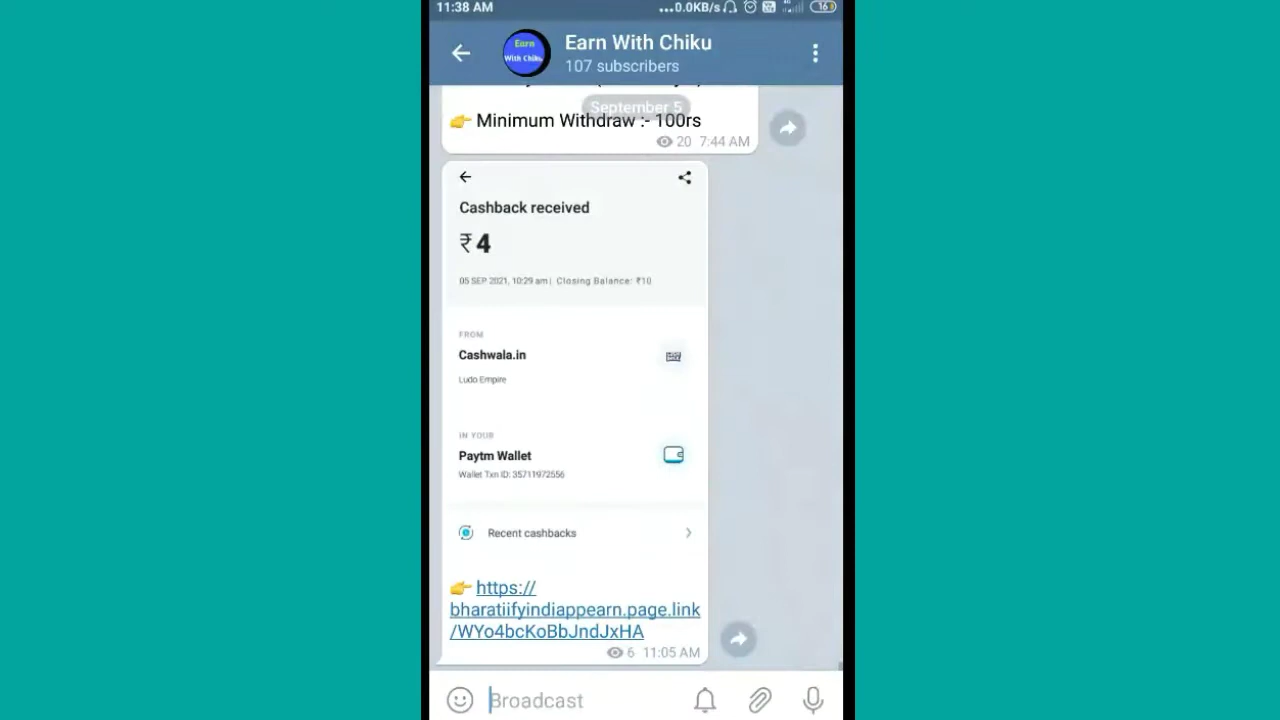 11:38 AM
...0.0KB/s
16
Earn
With Chiku
Earn With Chiku
107 subscribers
September 5
👉 Minimum Withdraw :- 100rs
20 7:44 AM
Cashback received
₹4
05 SEP 2021, 10:29 am | Closing Balance: ₹10
FROM
Cashwala.in
Ludo Empire
IN YOUR
Paytm Wallet
Wallet Txn ID: 35711972556
Recent cashbacks
👉 https://
bharatiifyindiappearn.page.link
/WYo4bcKoBbJndJxHA
6 11:05 AM
Broadcast